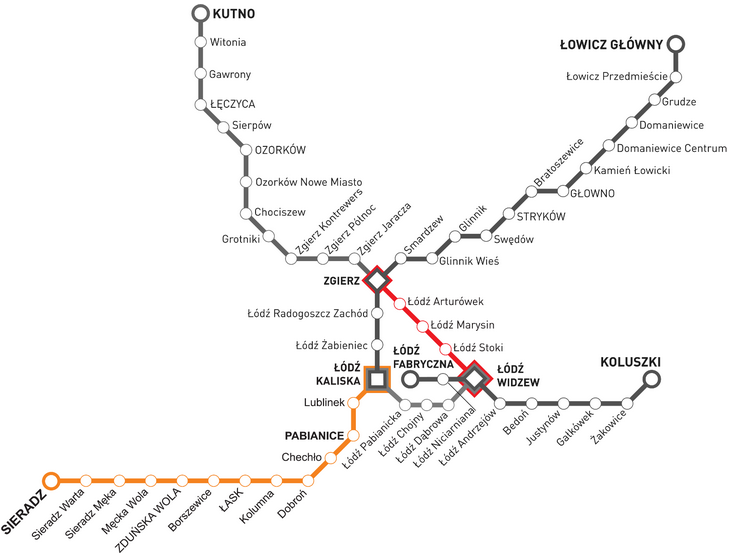 KUTNO
Witonia
Gawrony
ŁĘCZYCA
Sierpów
OZORKÓW
Ozorków Nowe Miasto
Chociszew
Grotniki
Zgierz Kontrewers
Zgierz Północ
Zgierz Jaracza
ZGIERZ
ŁOWICZ GŁÓWNY
Łowicz Przedmieście
Grudze
Domaniewice
Domaniewice Centrum
Kamień Łowicki
GŁOWNO
Bratoszewice
STRYKÓW
Swędów
Glinnik
Glinnik Wieś
Smardzew
Łódź Arturówek
Łódź Marysin
Łódź Stoki
Łódź Radogoszcz Zachód
Łódź Żabieniec
ŁÓDŹ
KALISKA
ŁÓDŹ
FABRYCZNA
ŁÓDŹ
WIDZEW
KOLUSZKI
Lublinek
PABIANICE
Chechło
Łódź Pabianicka
Łódź Chojny
Łódź Dąbrowa
Łódź Niciarnianal
Łódź Andrzejów
Bedoń
Justynów
Gałkówek
Żakowice
SIERADZ
Sieradz Warta
Sieradz Męka
Męcka Wola
ZDUŃSKA WOLA
Borszewice
ŁASK
Kolumna
Dobroń